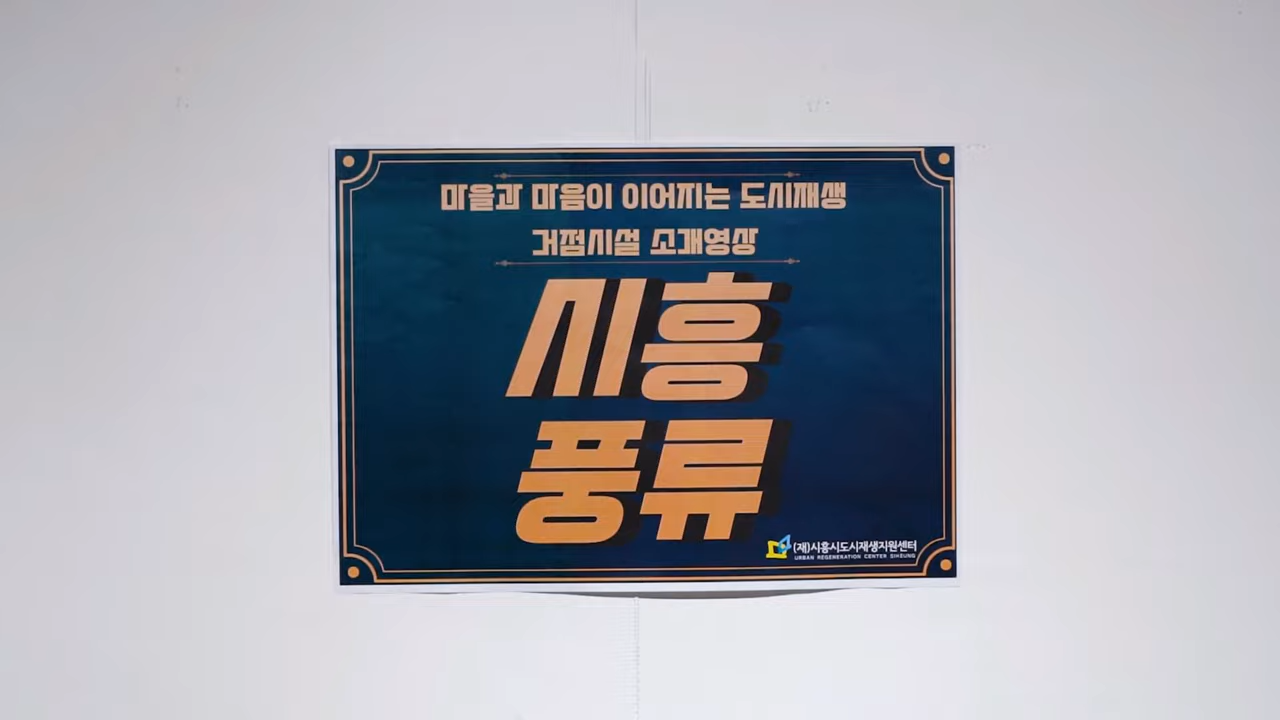 마을과 마음이 이어지는 도시재생
거점시설 소개영상
시흥
풍류
(재)시흥시도시재생지원센터
URBAN REGENERATION CENTER SIHEUNG